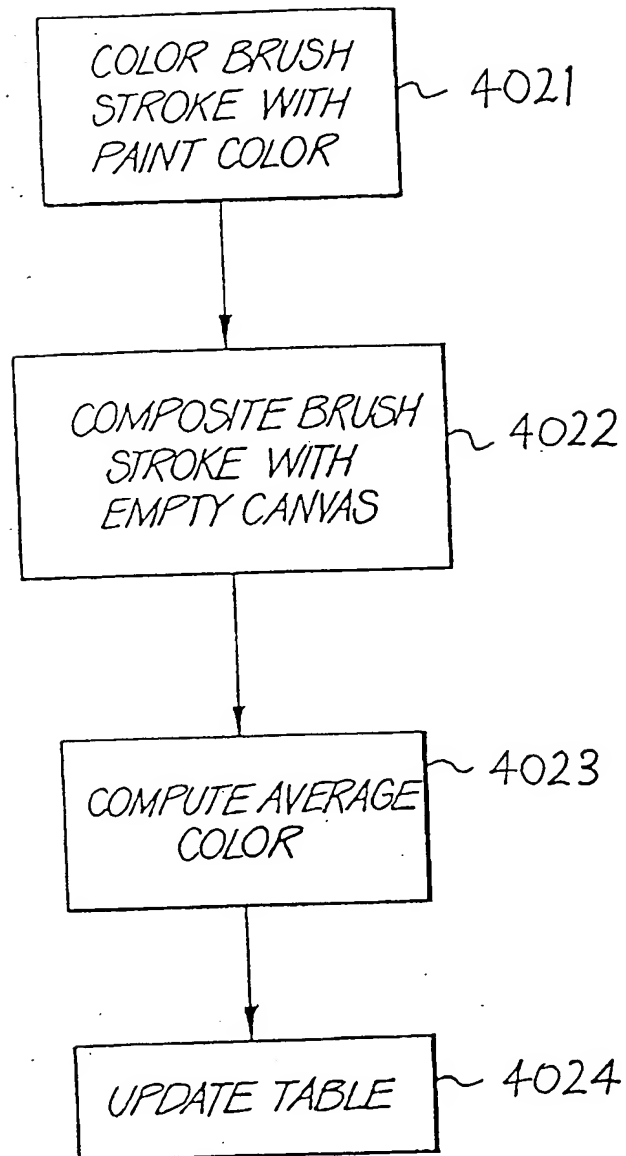 COLOR BRUSH
STROKE WITH
PAINT COLOR
4021
COMPOSITE BRUSH
STROKE WITH
EMPTY CANVAS
4022
COMPUTE AVERAGE
COLOR
4023
UPDATE TABLE
4024